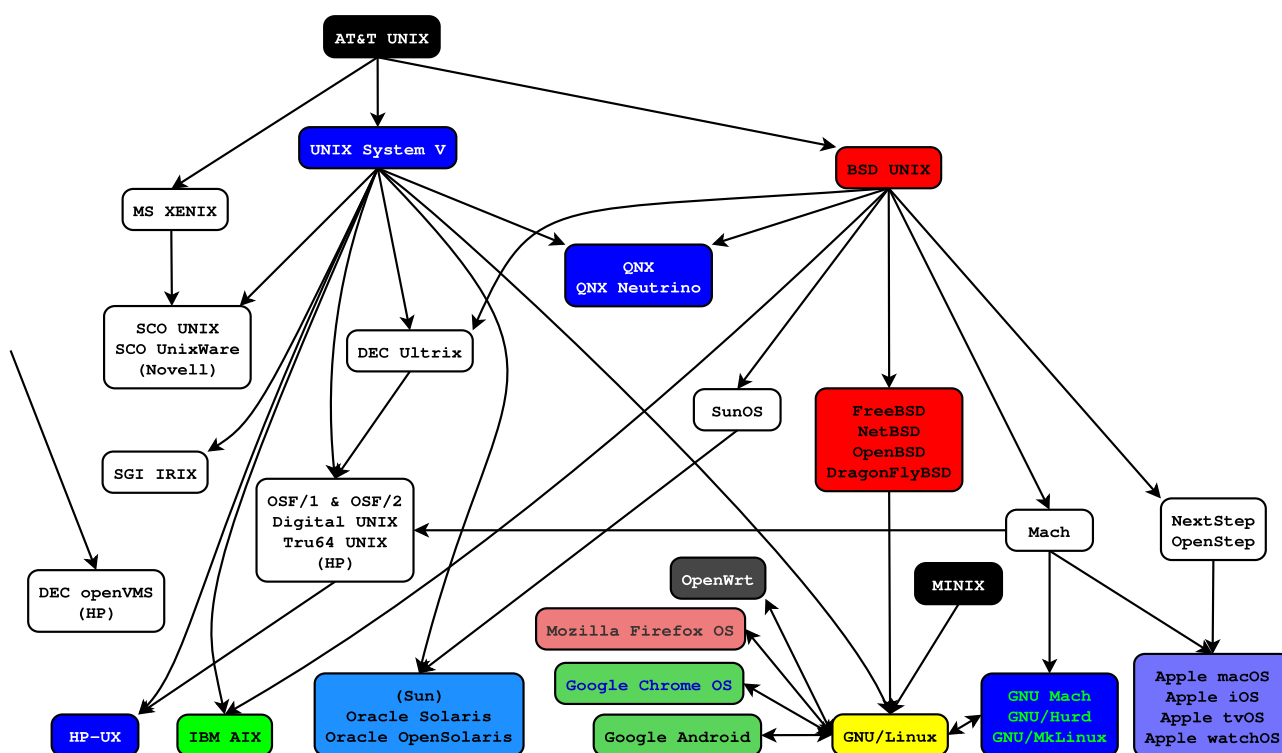 AT&T UNIX
UNIX System V
BSD UNIX
MS XENIX
QNX
QNX Neutrino
SCO UNIX
SCO UnixWare
(Novell)
DEC Ultrix
SunOS
FreeBSD
NetBSD
OpenBSD
DragonFlyBSD
SGI IRIX
OSF/1 & OSF/2
Digital UNIX
Tru64 UNIX
(HP)
Mach
NextStep
OpenStep
DEC openVMS
(HP)
OpenWrt
MINIX
Mozilla Firefox OS
Google Chrome OS
Google Android
HP-UX
IBM AIX
(Sun)
Oracle Solaris
Oracle OpenSolaris
GNU/Linux
GNU Mach
GNU/Hurd
GNU/MkLinux
Apple macOS
Apple iOS
Apple tvOS
Apple watchOS